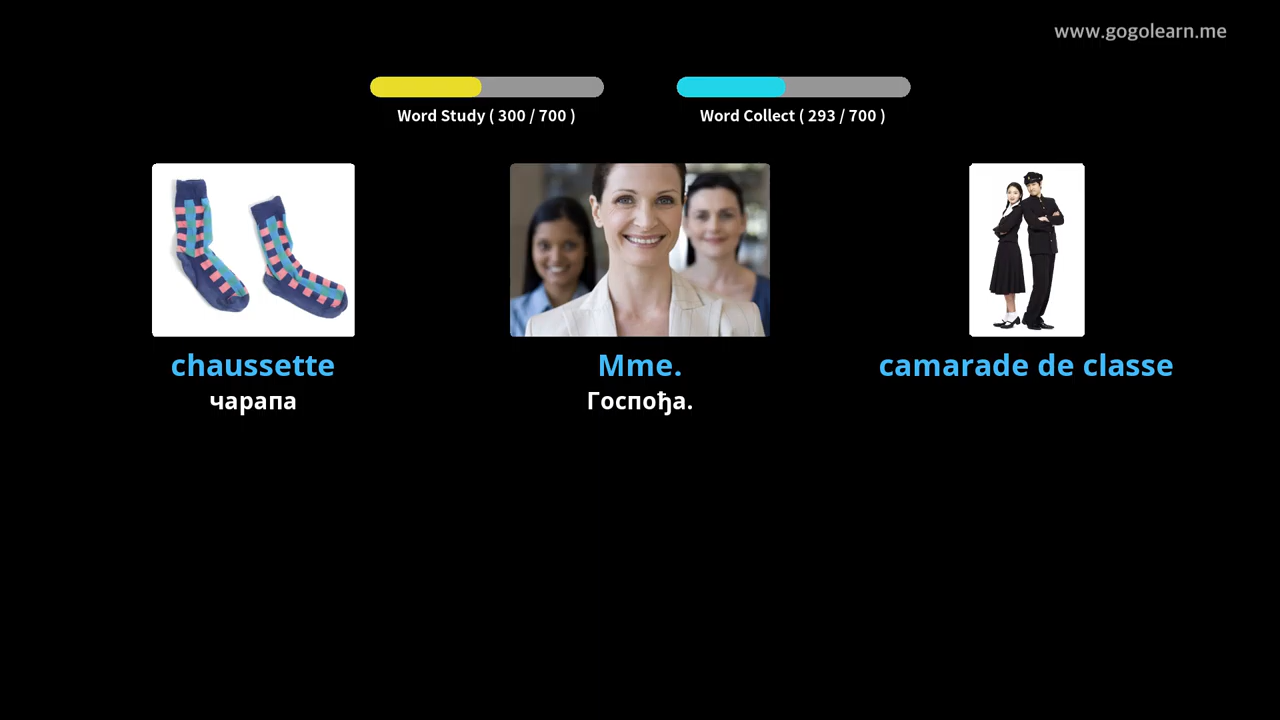 www.gogolearn.me
Word Study ( 300 / 700 )
Word Collect ( 293 / 700 )
chaussette
чарапа
Mme.
Госпођа.
camarade de classe